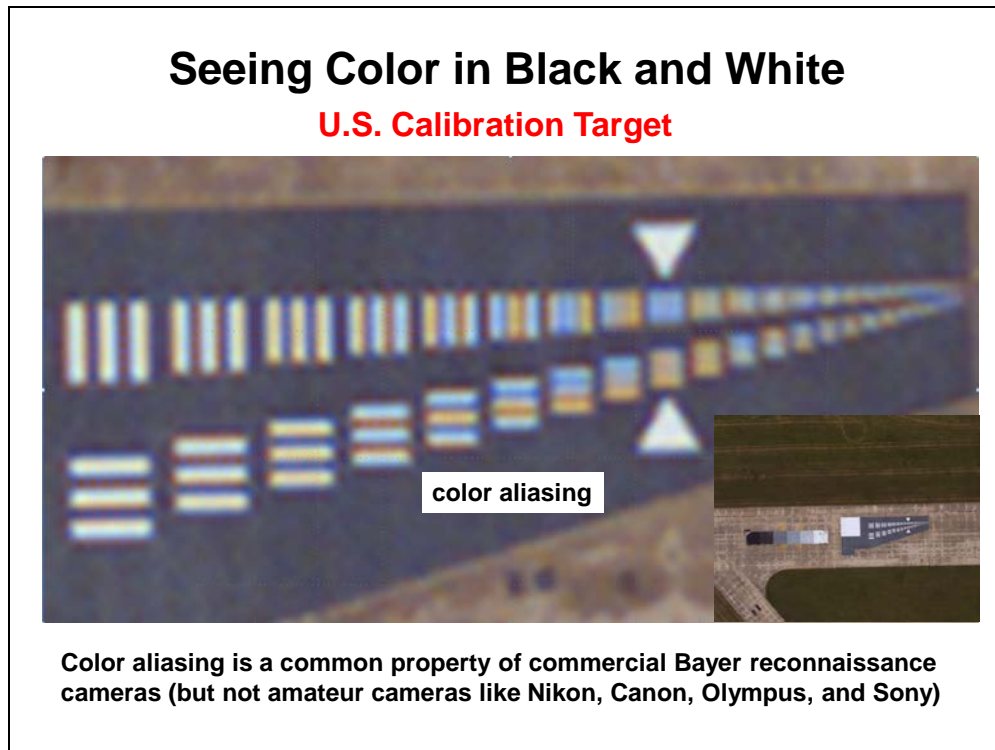 Seeing Color in Black and White
U.S. Calibration Target
color aliasing
Color aliasing is a common property of commercial Bayer reconnaissance
cameras (but not amateur cameras like Nikon, Canon, Olympus, and Sony)